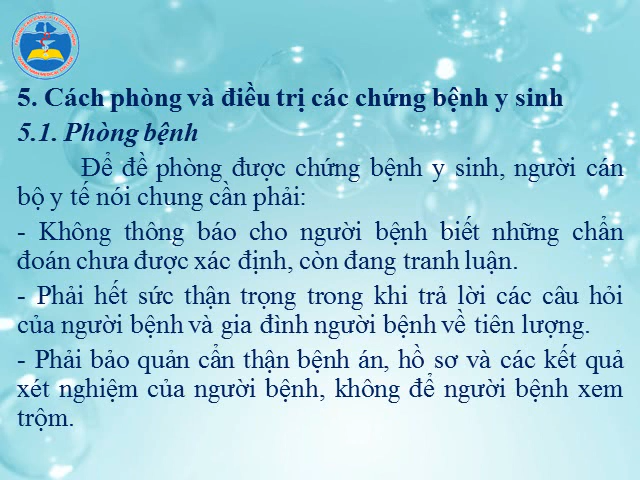 5. Cách phòng và điều trị các chứng bệnh y sinh
5.1. Phòng bệnh
Để đề phòng được chứng bệnh y sinh, người cán
bộ y tế nói chung cần phải:
- Không thông báo cho người bệnh biết những chẩn
đoán chưa được xác định, còn đang tranh luận.
- Phải hết sức thận trọng trong khi trả lời các câu hỏi
của người bệnh và gia đình người bệnh về tiên lượng.
- Phải bảo quản cẩn thận bệnh án, hồ sơ và các kết quả
xét nghiệm của người bệnh, không để người bệnh xem
trộm.